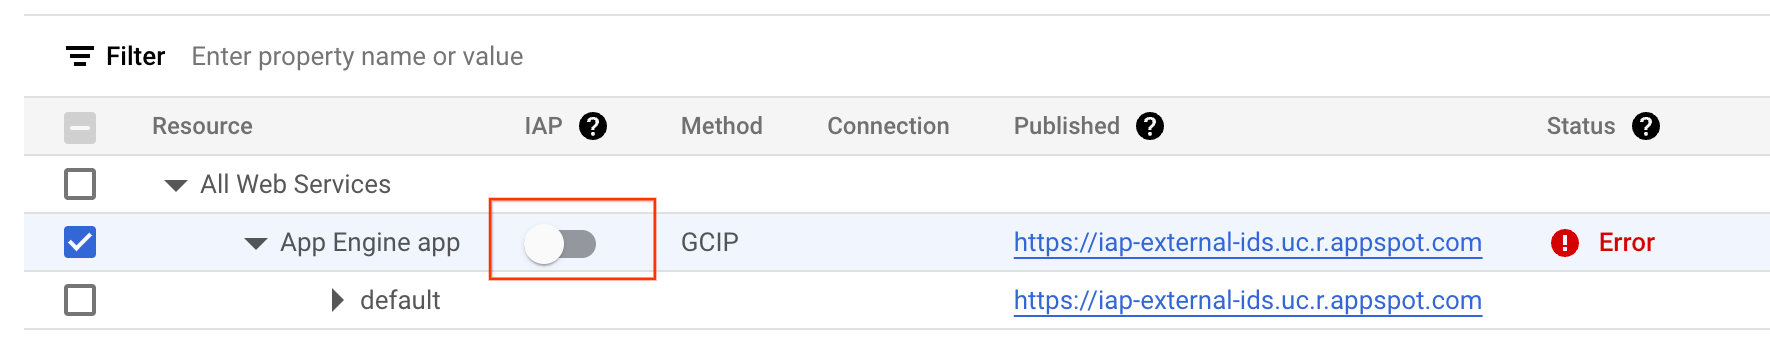 Filter Enter property name or value
Resource IAP ? Method Connection Published ? Status ?
All Web Services
App Engine app GCIP https://iap-external-ids.uc.r.appspot.com ! Error
default https://iap-external-ids.uc.r.appspot.com